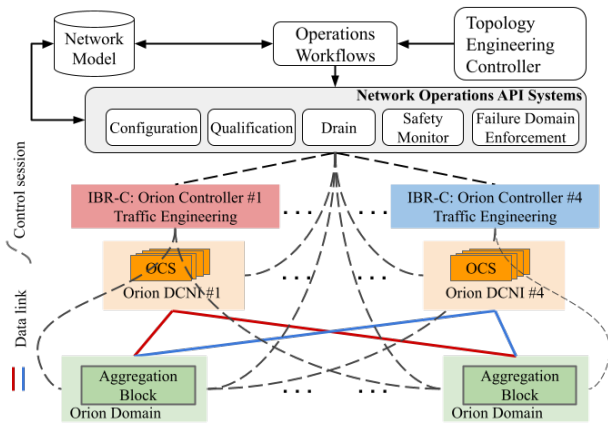 Network
Model
Operations
Workflows
Topology
Engineering
Controller
Network Operations API Systems
Configuration
Qualification
Drain
Safety
Monitor
Failure Domain
Enforcement
Control session
Data link
IBR-C: Orion Controller #1
Traffic Engineering
. . .
IBR-C: Orion Controller #4
Traffic Engineering
OCS
Orion DCNI #1
. . .
OCS
Orion DCNI #4
Aggregation
Block
Orion Domain
. . .
Aggregation
Block
Orion Domain